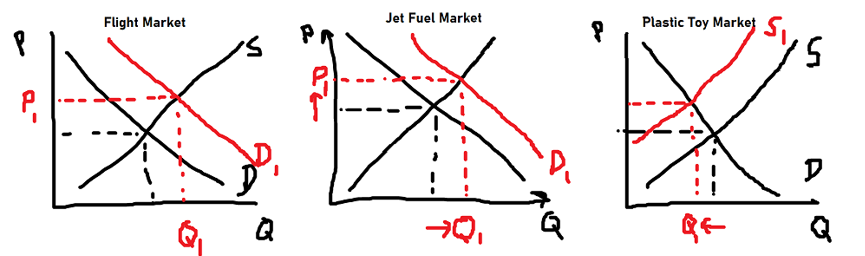 Flight Market
P
S
P1
D1
D
Q1
Q
Jet Fuel Market
P
P1
D1
Q1
Q
Plastic Toy Market
P
S1
S
D
Q1
Q